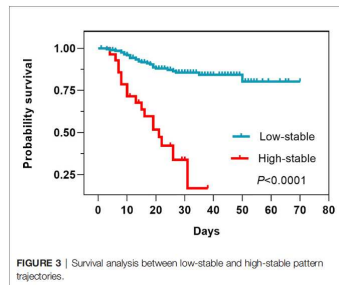 1.00
0.75
0.50
0.25
Probability survival
Low-stable
High-stable
P<0.0001
0 10 20 30 40 50 60 70 80
Days
FIGURE 3 | Survival analysis between low-stable and high-stable pattern
trajectories.